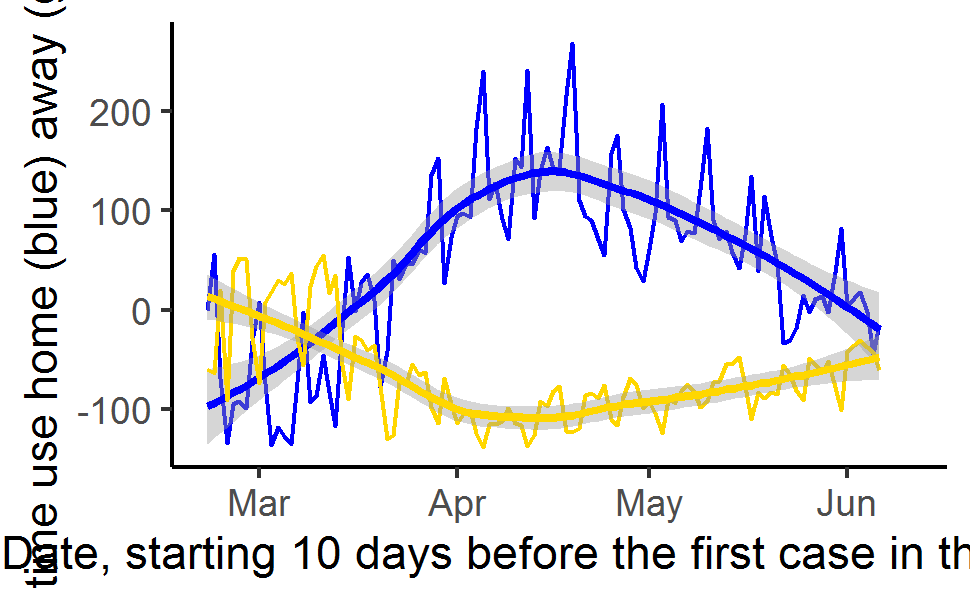 time use home (blue) away (
200
100
0
-100
Mar Apr May Jun
Date, starting 10 days before the first case in th